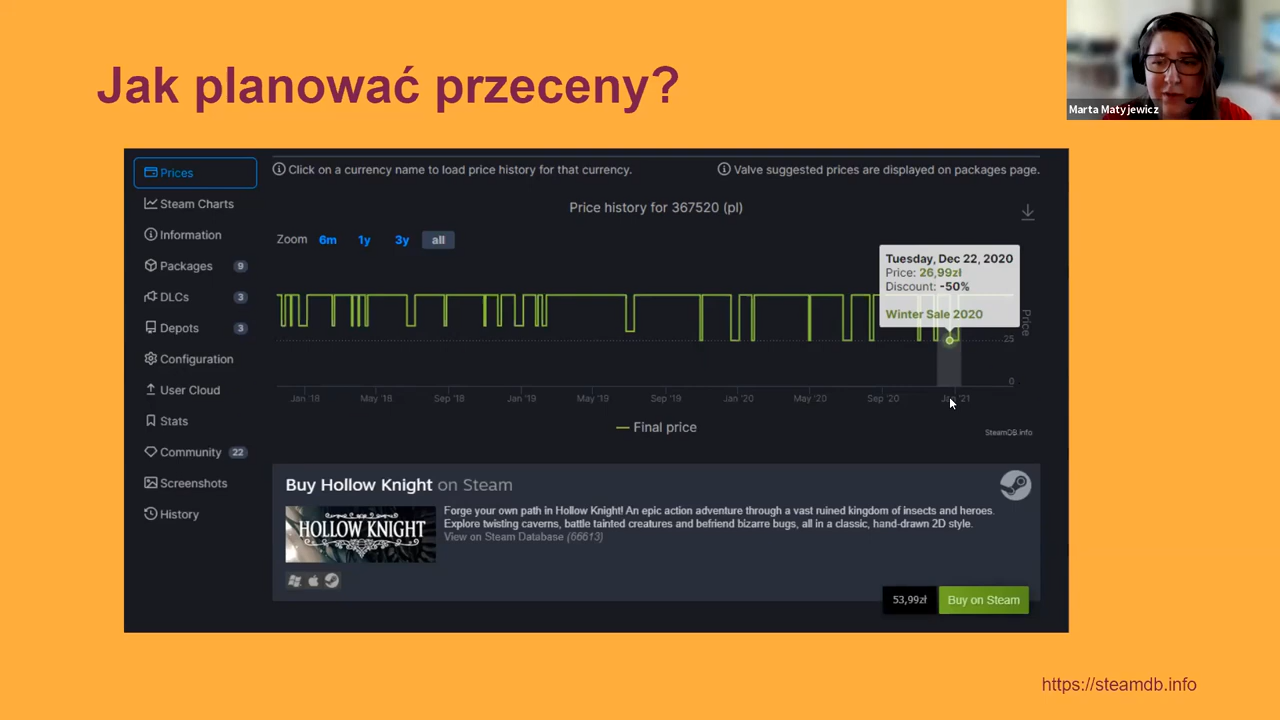 Jak planować przeceny?
Marta Matyjewicz
Prices
Steam Charts
Information
Packages 9
DLCs 3
Depots 3
Configuration
User Cloud
Stats
Community 22
Screenshots
History
Click on a currency name to load price history for that currency.
Valve suggested prices are displayed on packages page.
Price history for 367520 (pl)
Zoom 6m 1y 3y all
Tuesday, Dec 22, 2020
Price: 26,99zł
Discount: -50%
Winter Sale 2020
Price
25
0
Jan '18 May '18 Sep '18 Jan '19 May '19 Sep '19 Jan '20 May '20 Sep '20 Jan '21
Final price
SteamDB.info
Buy Hollow Knight on Steam
HOLLOW KNIGHT
Forge your own path in Hollow Knight! An epic action adventure through a vast ruined kingdom of insects and heroes.
Explore twisting caverns, battle tainted creatures and befriend bizarre bugs, all in a classic, hand-drawn 2D style.
View on Steam Database (66613)
53,99zł Buy on Steam
https://steamdb.info